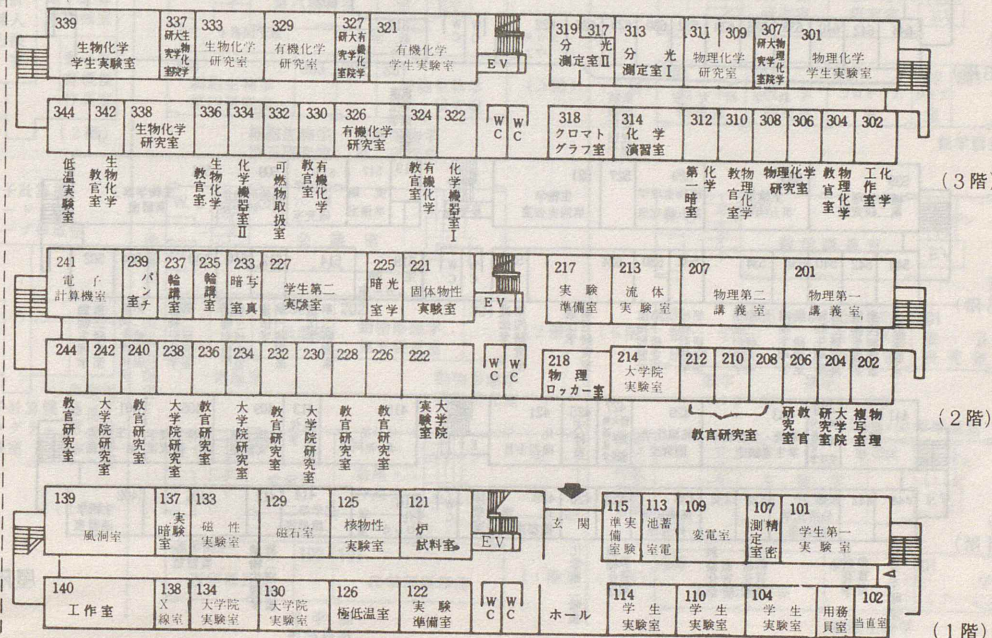 339
生物化学
学生実験室
337
生物化学
大学院
研究室
333
生物化学
研究室
329
有機化学
研究室
327
有機化学
大学院
研究室
321
有機化学
学生実験室
EV
319
317
分光
測定室II
313
分光
測定室I
311
309
物理化学
研究室
307
物理化学
大学院
研究室
301
物理化学
学生実験室
344
342
338
生物化学
研究室
336
334
332
330
326
有機化学
研究室
324
322
WC
WC
318
クロマト
グラフ室
314
化学
演習室
312
310
308
306
304
302
低温実験室
生物化学
教官室
生物化学
教官室
化学機器室II
可燃物取扱室
有機化学
教官室
有機化学
教官室
化学機器室I
化学
第一暗室
物理化学
教官室
物理化学
研究室
物理化学
教官室
化学
工作室
(3階)
241
電子
計算機室
239
パンチ
室
237
輪講室
235
輪講室
233
写真
暗室
227
学生第二
実験室
225
光学
暗室
221
固体物性
実験室
EV
217
実験
準備室
213
流体
実験室
207
物理第二
講義室
201
物理第一
講義室
244
242
240
238
236
234
232
230
228
226
222
WC
WC
218
物理
ロッカー室
214
大学院
実験室
212
210
208
206
204
202
教官研究室
大学院研究室
教官研究室
大学院研究室
教官研究室
大学院研究室
教官研究室
大学院研究室
教官研究室
教官研究室
大学院
実験室
教官研究室
教官
研究室
大学院
研究室
物理
複写室
(2階)
139
風洞室
137
実験
暗室
133
磁性
実験室
129
磁石室
125
核物性
実験室
121
炉
試料室
EV
玄関
115
実験
準備室
113
蓄電
池室
109
変電室
107
精密
測定室
101
学生第一
実験室
140
工作室
138
X
線室
134
大学院
実験室
130
大学院
実験室
126
極低温室
122
実験
準備室
WC
WC
ホール
114
学生
実験室
110
学生
実験室
104
学生
実験室
用務
員室
102
当直室
(1階)